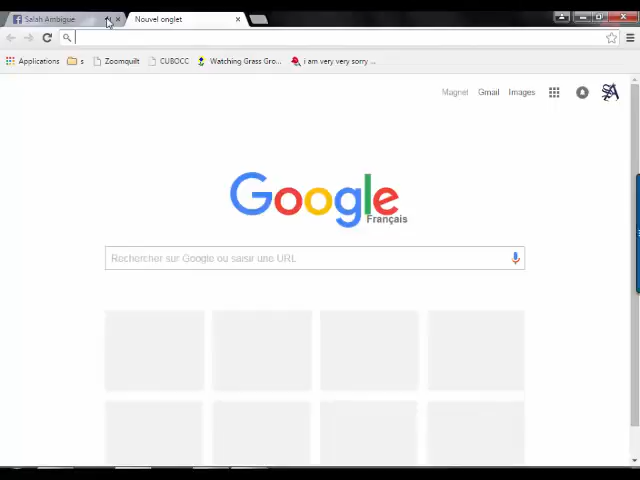 Salah Ambigue
Nouvel onglet
Applications s Zoomquilt CUBOCC Watching Grass Gro... i am very very sorry ...
Magnet Gmail Images
Google
Français
Rechercher sur Google ou saisir une URL